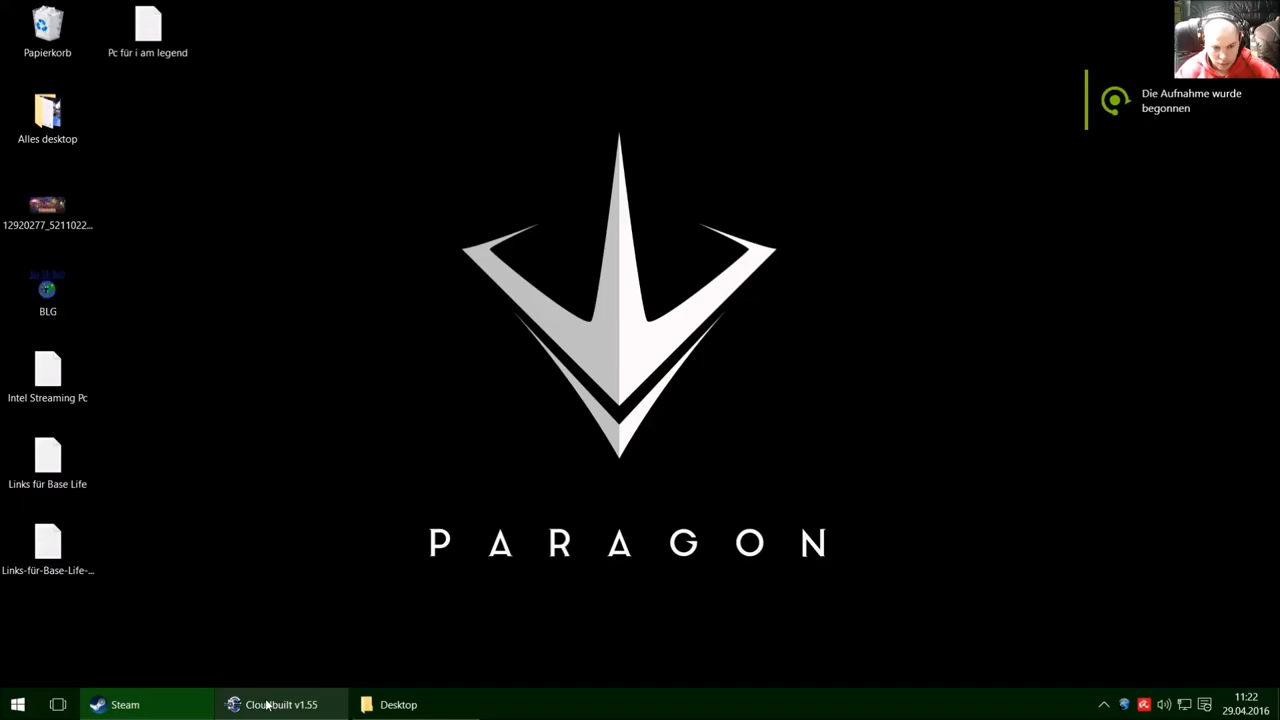 Papierkorb
Pc für i am legend
Alles desktop
12920277_5211022...
BLG
Intel Streaming Pc
Links für Base Life
Links-für-Base-Life-...
Die Aufnahme wurde
begonnen
PARAGON
Steam
Cloudbuilt v1.55
Desktop
11:22
29.04.2016